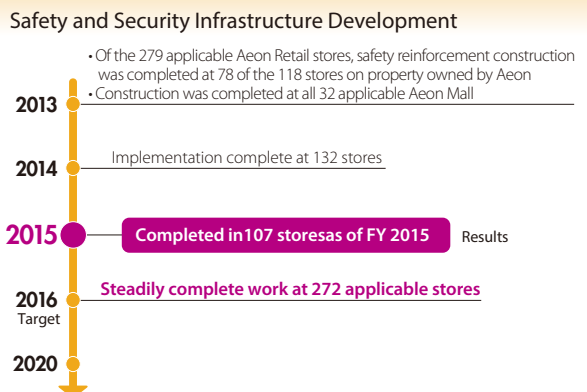 Safety and Security Infrastructure Development
• Of the 279 applicable Aeon Retail stores, safety reinforcement construction
was completed at 78 of the 118 stores on property owned by Aeon
• Construction was completed at all 32 applicable Aeon Mall
2013
Implementation complete at 132 stores
2014
2015
Completed in107 storesas of FY 2015
Results
Steadily complete work at 272 applicable stores
2016
Target
2020